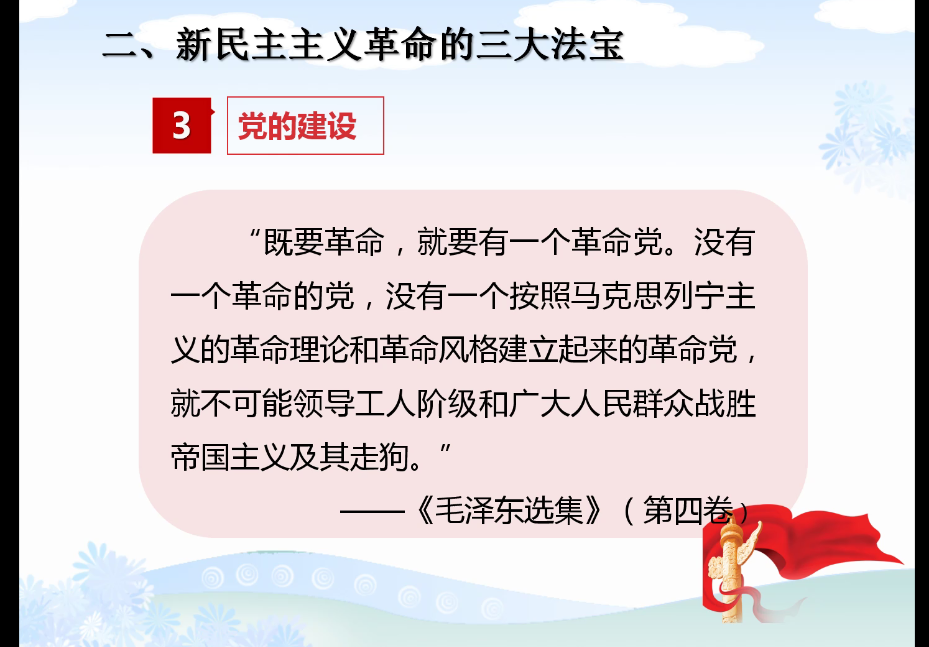 二、新民主主义革命的三大法宝
3
党的建设
“既要革命，就要有一个革命党。没有
一个革命的党，没有一个按照马克思列宁主
义的革命理论和革命风格建立起来的革命党，
就不可能领导工人阶级和广大人民群众战胜
帝国主义及其走狗。”
——《毛泽东选集》（第四卷）